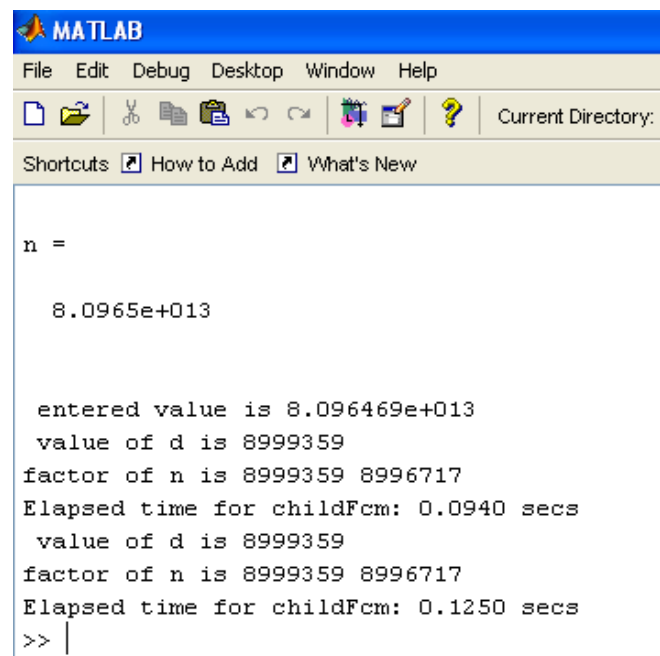 MATLAB
File Edit Debug Desktop Window Help
Current Directory:
Shortcuts How to Add What's New
n =
8.0965e+013
entered value is 8.096469e+013
value of d is 8999359
factor of n is 8999359 8996717
Elapsed time for childFcm: 0.0940 secs
value of d is 8999359
factor of n is 8999359 8996717
Elapsed time for childFcm: 0.1250 secs
>>